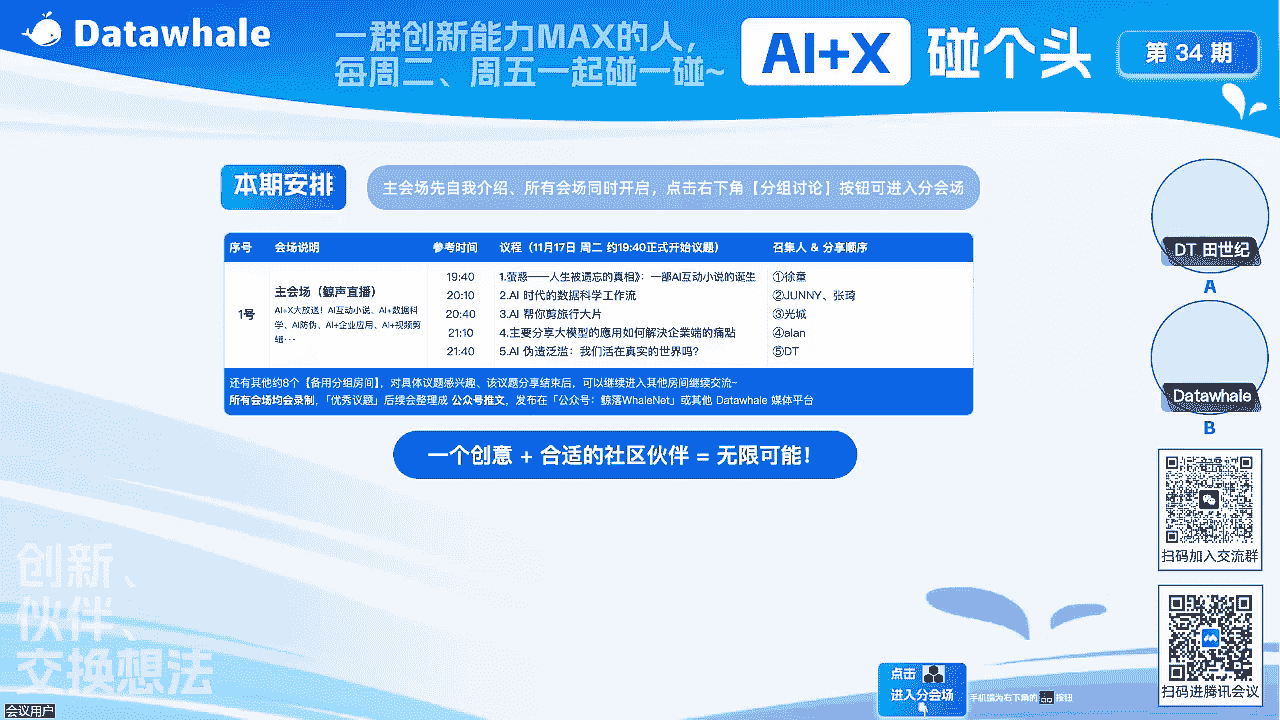 Datawhale
一群创新能力MAX的人，
每周二、周五一起碰一碰~
AI+X 碰个头
第 34 期
本期安排
主会场先自我介绍、所有会场同时开启，点击右下角【分组讨论】按钮可进入分会场
序号 会场说明 参考时间 议程（11月17日 周二 约19:40正式开始议题） 召集人 & 分享顺序
1号
主会场（鲸声直播）
AI+X大放送！AI互动小说、AI+数据科
学、AI防伪、AI+企业应用、AI+视频剪
辑···
19:40 1.萤惑——人生被遗忘的真相》：一部AI互动小说的诞生 ①徐童
20:10 2.AI 时代的数据科学工作流 ②JUNNY、张琦
20:40 3.AI 帮你剪旅行大片 ③光城
21:10 4.主要分享大模型的應用如何解決企業端的痛點 ④alan
21:40 5.AI 伪造泛滥：我们活在真实的世界吗？ ⑤DT
还有其他约8个【备用分组房间】，对具体议题感兴趣、该议题分享结束后，可以继续进入其他房间继续交流~
所有会场均会录制，「优秀议题」后续会整理成 公众号推文，发布在「公众号：鲸落WhaleNet」或其他 Datawhale 媒体平台
一个创意 + 合适的社区伙伴 = 无限可能！
DT 田世纪
A
Datawhale
B
扫码加入交流群
扫码进腾讯会议
创新、
伙伴、
交换想法
点击
进入分会场
手机端为右下角的 按钮
会议用户